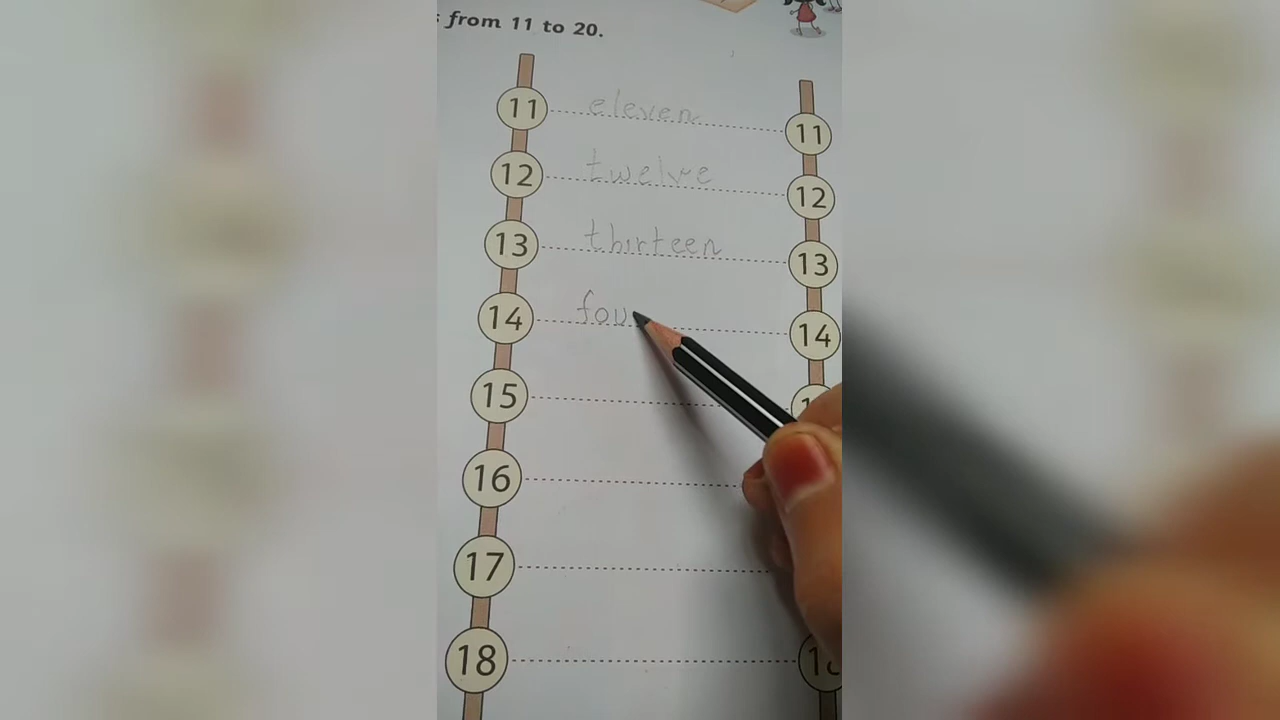 from 11 to 20.
11 eleven 11
12 twelve 12
13 thirteen 13
14 fou 14
15
16
17
18